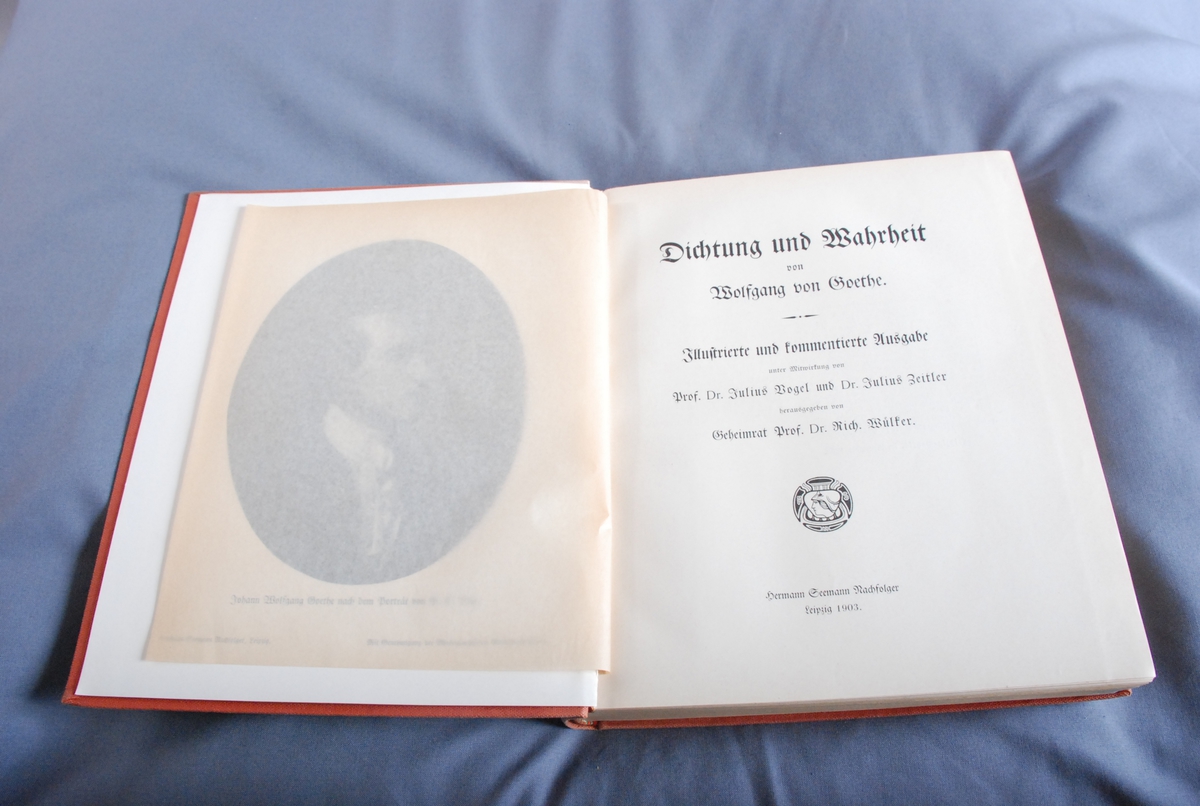 Johann Wolfgang Goethe nach dem Porträt von
Dichtung und Wahrheit
von
Wolfgang von Goethe.
Illustrierte und kommentierte Ausgabe
unter Mitwirkung von
Prof. Dr. Julius Vogel und Dr. Julius Zeitler
herausgegeben von
Geheimrat Prof. Dr. Rich. Wülker.
Hermann Seemann Nachfolger
Leipzig 1903.